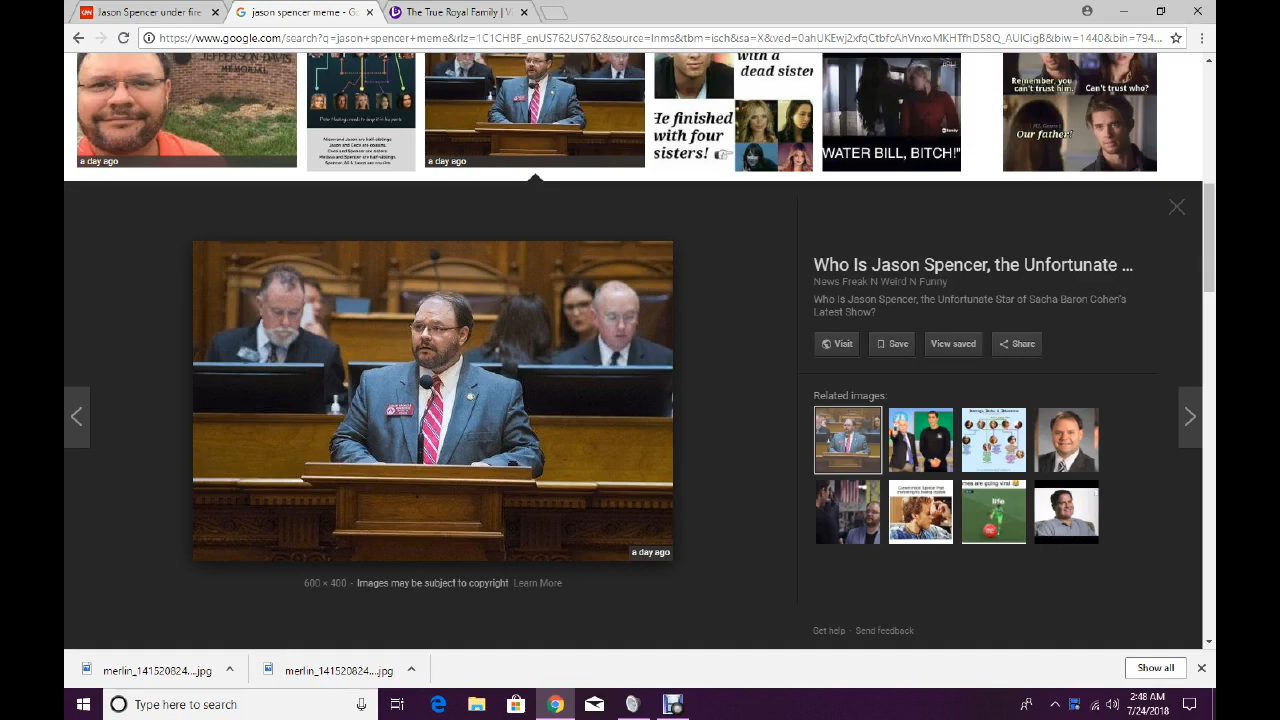 Jason Spencer under fire
jason spencer meme - Go
The True Royal Family | V
https://www.google.com/search?q=jason+spencer+meme&rlz=1C1CHBF_enUS762US762&source=lnms&tbm=isch&sa=X&ved=
JEFFERSON DAVIS
MEMORIAL
a day ago
a day ago
with a
dead sister
He finished
with four
sisters!
WATER BILL, BITCH!"
Remember, you
can't trust him.
Can't trust who?
Our father!
Who Is Jason Spencer, the Unfortunate ...
News Freak N Weird N Funny
Who Is Jason Spencer, the Unfortunate Star of Sacha Baron Cohen's
Latest Show?
Visit
Save
View saved
Share
Related images:
life
a day ago
600 × 400 · Images may be subject to copyright. Learn More
Get help · Send feedback
merlin_141520824....jpg
merlin_141520824....jpg
Show all
Type here to search
2:48 AM
7/24/2018